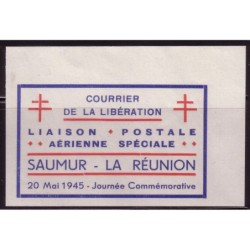 COURRIER
DE LA LIBÉRATION
LIAISON • POSTALE
•• AÉRIENNE SPÉCIALE ••
SAUMUR - LA RÉUNION
20 Mai 1945 - Journée Commémorative